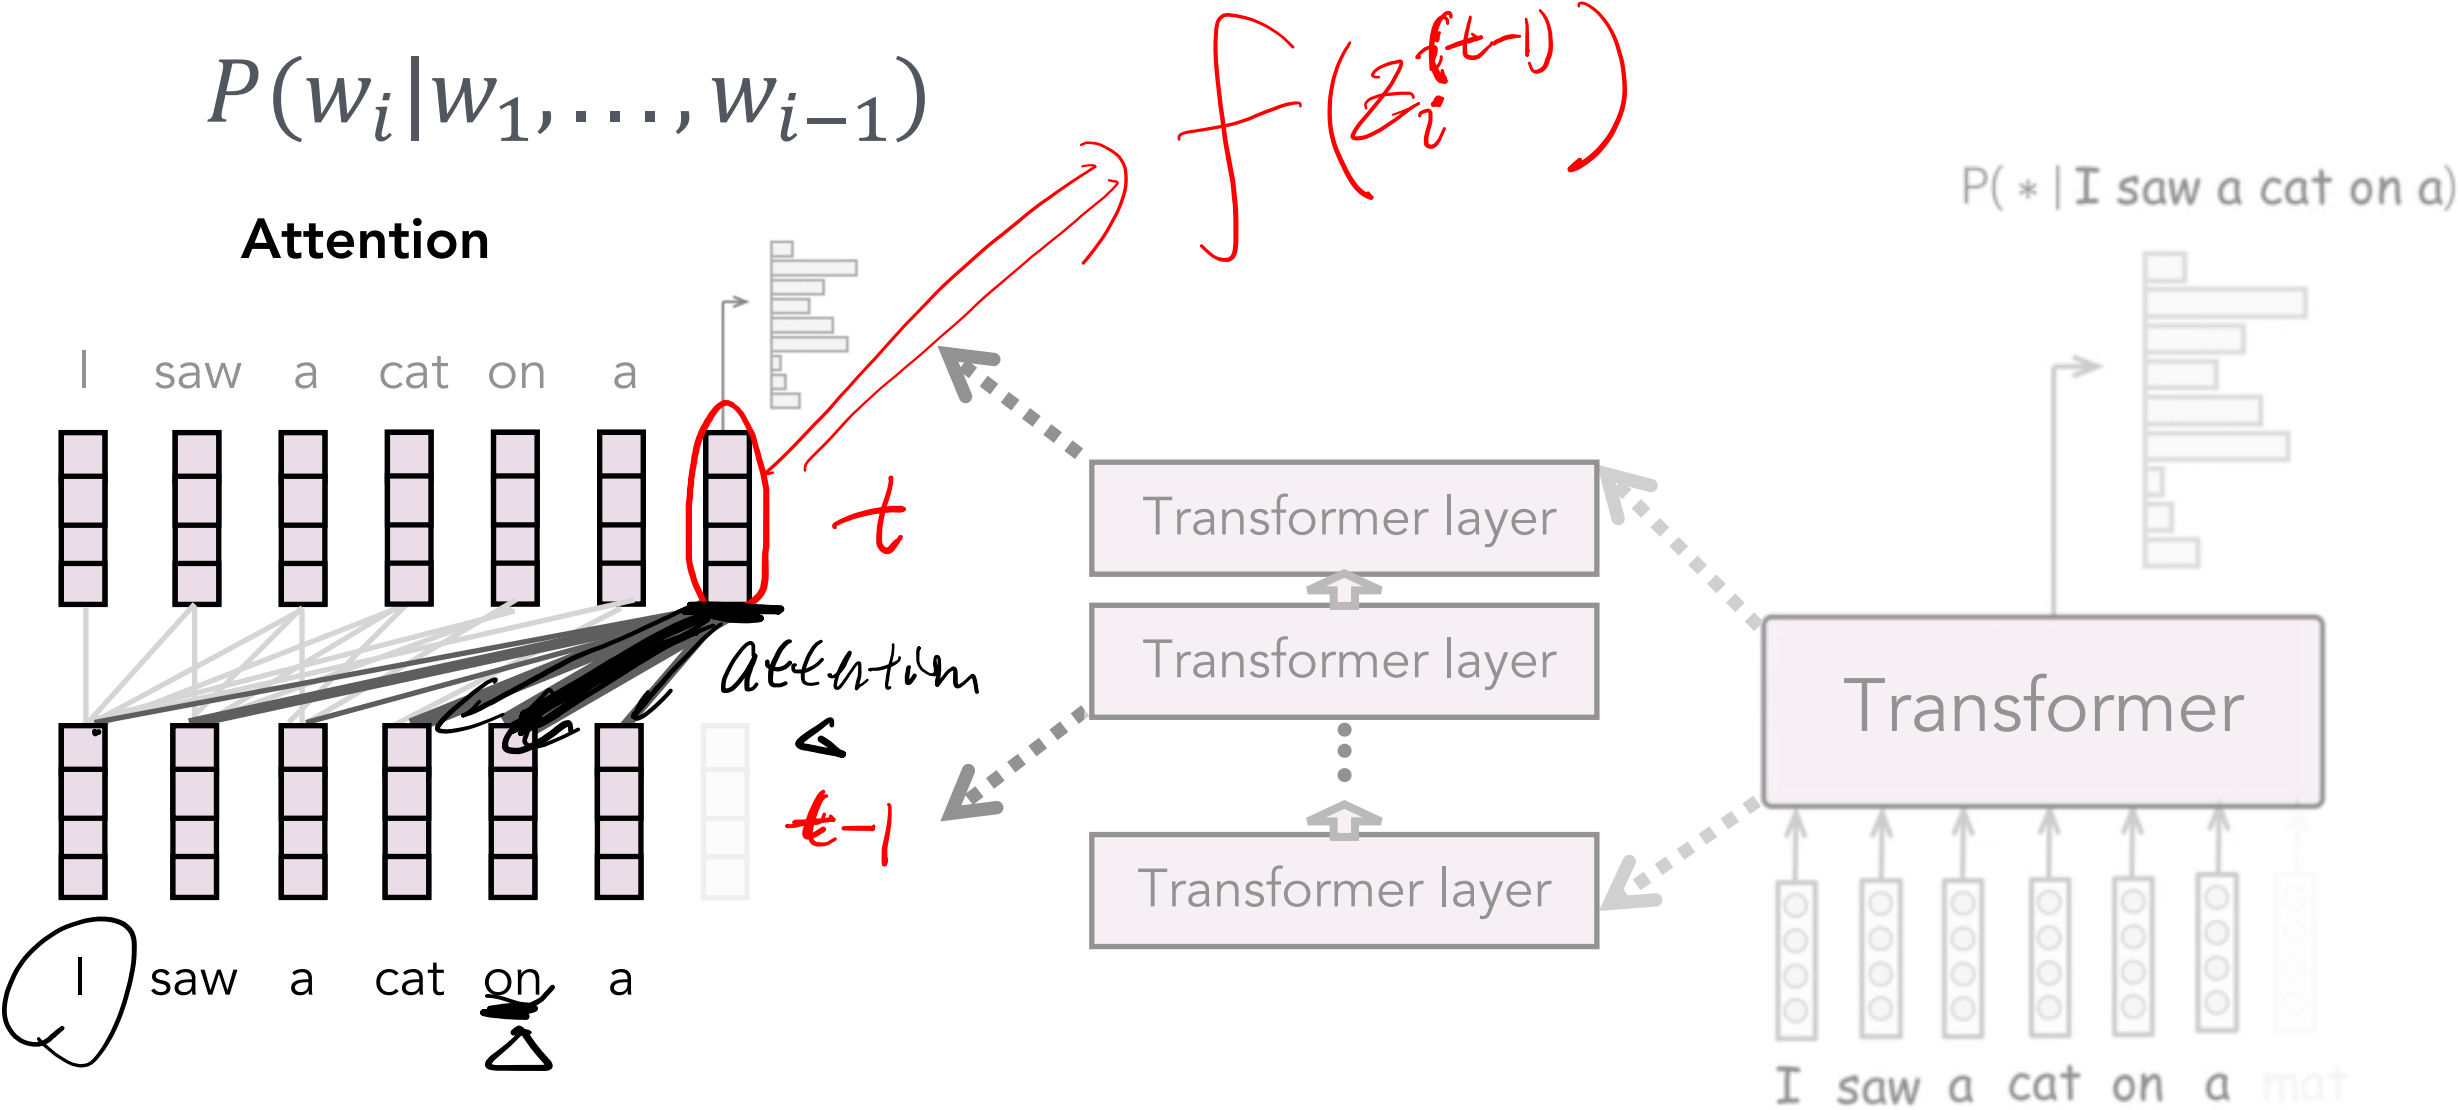 P(w_i|w_1,...,w_{i-1})
f(z_i^{(t-1)})
P( * | I saw a cat on a)
Attention
I saw a cat on a
t
Transformer layer
Transformer layer
attention
Transformer
t-1
Transformer layer
I saw a cat on a
I saw a cat on a mat